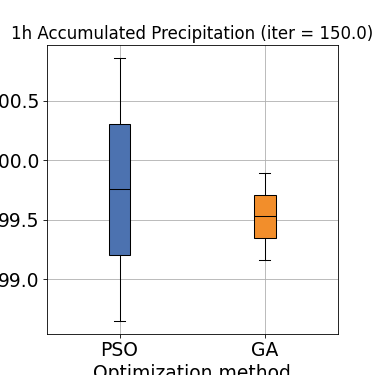 1h Accumulated Precipitation (iter = 150.0)
00.5
00.0
99.5
99.0
PSO GA
Optimization method